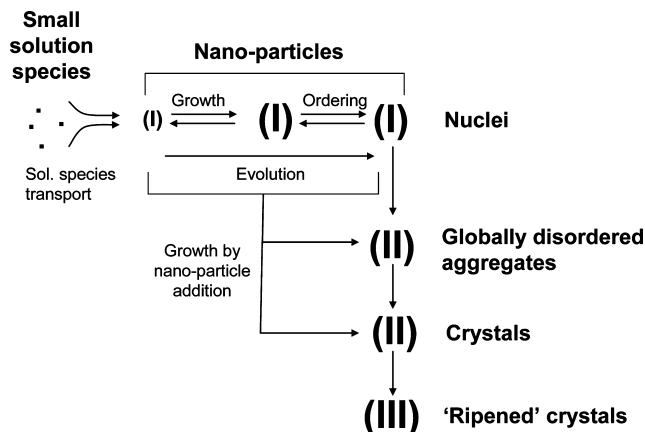 Small
solution
species
Nano-particles
Growth
Ordering
(I)
(I)
(I)
Nuclei
Sol. species
transport
Evolution
Growth by
nano-particle
addition
(II)
Globally disordered
aggregates
(II)
Crystals
(III)
‘Ripened’ crystals